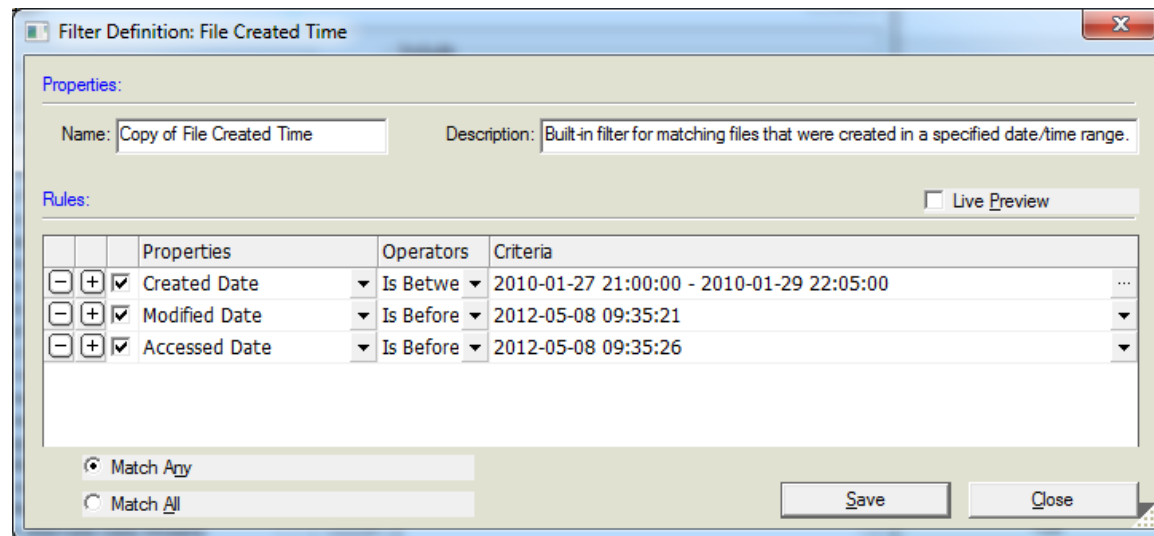 Filter Definition: File Created Time
Properties:
Name: Copy of File Created Time Description: Built-in filter for matching files that were created in a specified date/time range.
Rules: Live Preview
Properties Operators Criteria
Created Date Is Betwe 2010-01-27 21:00:00 - 2010-01-29 22:05:00 ...
Modified Date Is Before 2012-05-08 09:35:21
Accessed Date Is Before 2012-05-08 09:35:26
Match Any
Match All
Save Close